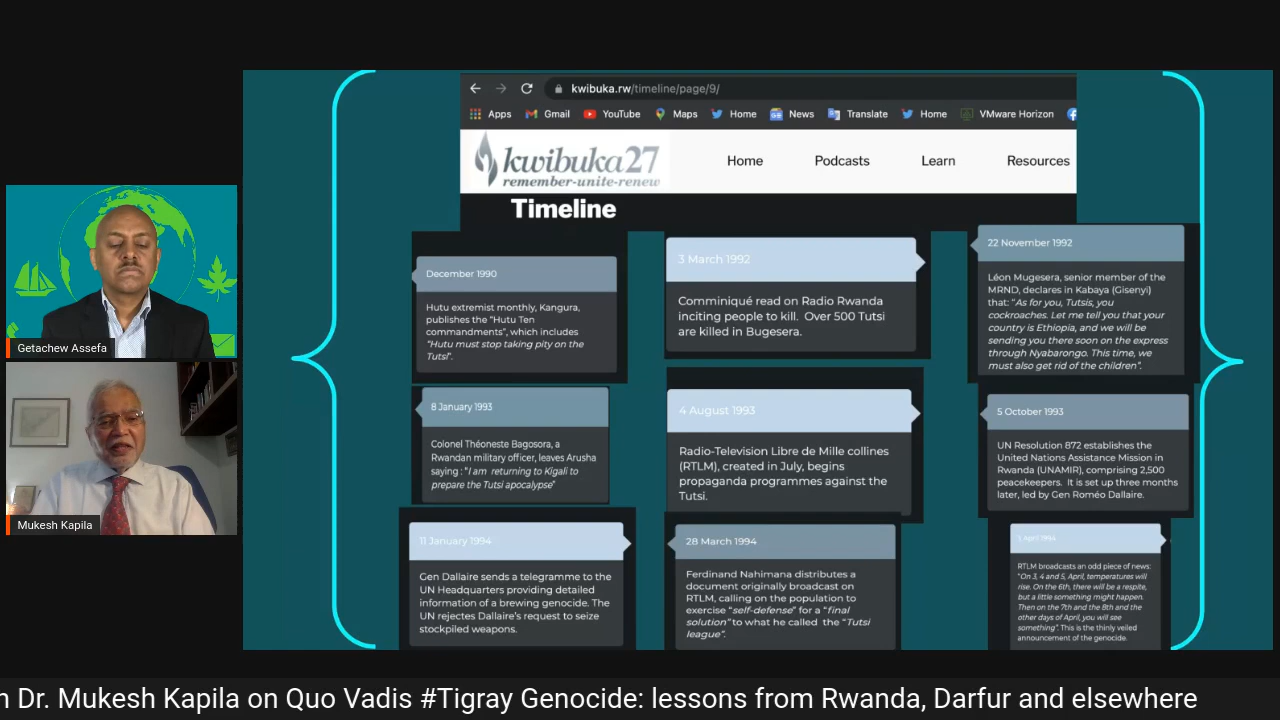 kwibuka.rw/timeline/page/9/
Apps Gmail YouTube Maps Home News Translate Home VMware Horizon
kwibuka27
remember-unite-renew
Home Podcasts Learn Resources
Timeline
December 1990
Hutu extremist monthly, Kangura,
publishes the “Hutu Ten
commandments”, which includes
“Hutu must stop taking pity on the
Tutsi”.
3 March 1992
Comminiqué read on Radio Rwanda
inciting people to kill. Over 500 Tutsi
are killed in Bugesera.
22 November 1992
Léon Mugesera, senior member of the
MRND, declares in Kabaya (Gisenyi)
that: “As for you, Tutsis, you
cockroaches. Let me tell you that your
country is Ethiopia, and we will be
sending you there soon on the express
through Nyabarongo. This time, we
must also get rid of the children”.
8 January 1993
Colonel Théoneste Bagosora, a
Rwandan military officer, leaves Arusha
saying : “I am returning to Kigali to
prepare the Tutsi apocalypse”
4 August 1993
Radio-Television Libre de Mille collines
(RTLM), created in July, begins
propaganda programmes against the
Tutsi.
5 October 1993
UN Resolution 872 establishes the
United Nations Assistance Mission in
Rwanda (UNAMIR), comprising 2,500
peacekeepers. It is set up three months
later, led by Gen Roméo Dallaire.
11 January 1994
Gen Dallaire sends a telegramme to the
UN Headquarters providing detailed
information of a brewing genocide. The
UN rejectes Dallaire’s request to seize
stockpiled weapons.
28 March 1994
Ferdinand Nahimana distributes a
document originally broadcast on
RTLM, calling on the population to
exercise “self-defense” for a “final
solution” to what he called the “Tutsi
league”.
April 1994
RTLM broadcasts an odd piece of news:
“On 3, 4 and 5, April, temperatures will
rise. On the 6th, there will be a respite,
but a little something might happen.
Then on the 7th and the 8th and the
other days of April, you will see
something”. This is the thinly veiled
announcement of the genocide.
Getachew Assefa
Mukesh Kapila
Dr. Mukesh Kapila on Quo Vadis #Tigray Genocide: lessons from Rwanda, Darfur and elsewhere